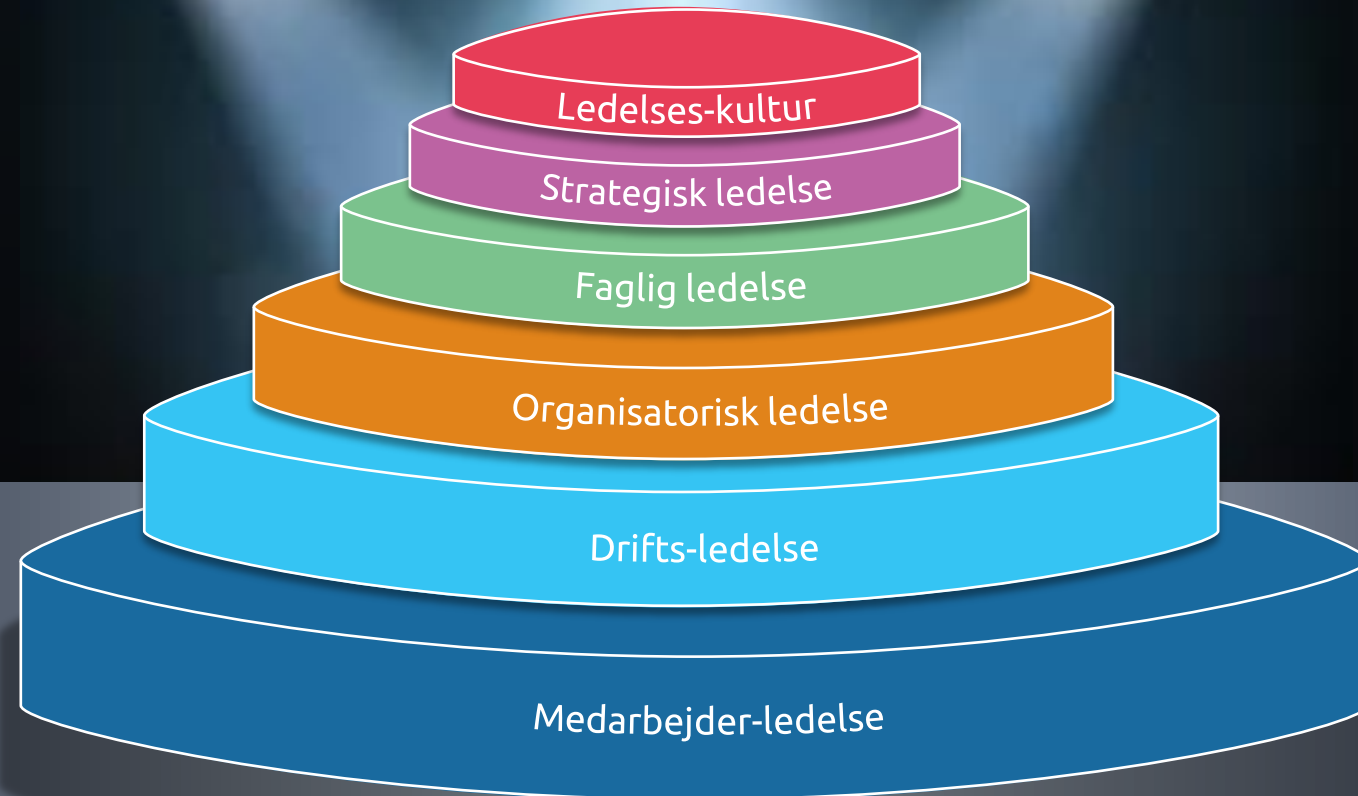 Ledelses-kultur
Strategisk ledelse
Faglig ledelse
Organisatorisk ledelse
Drifts-ledelse
Medarbejder-ledelse